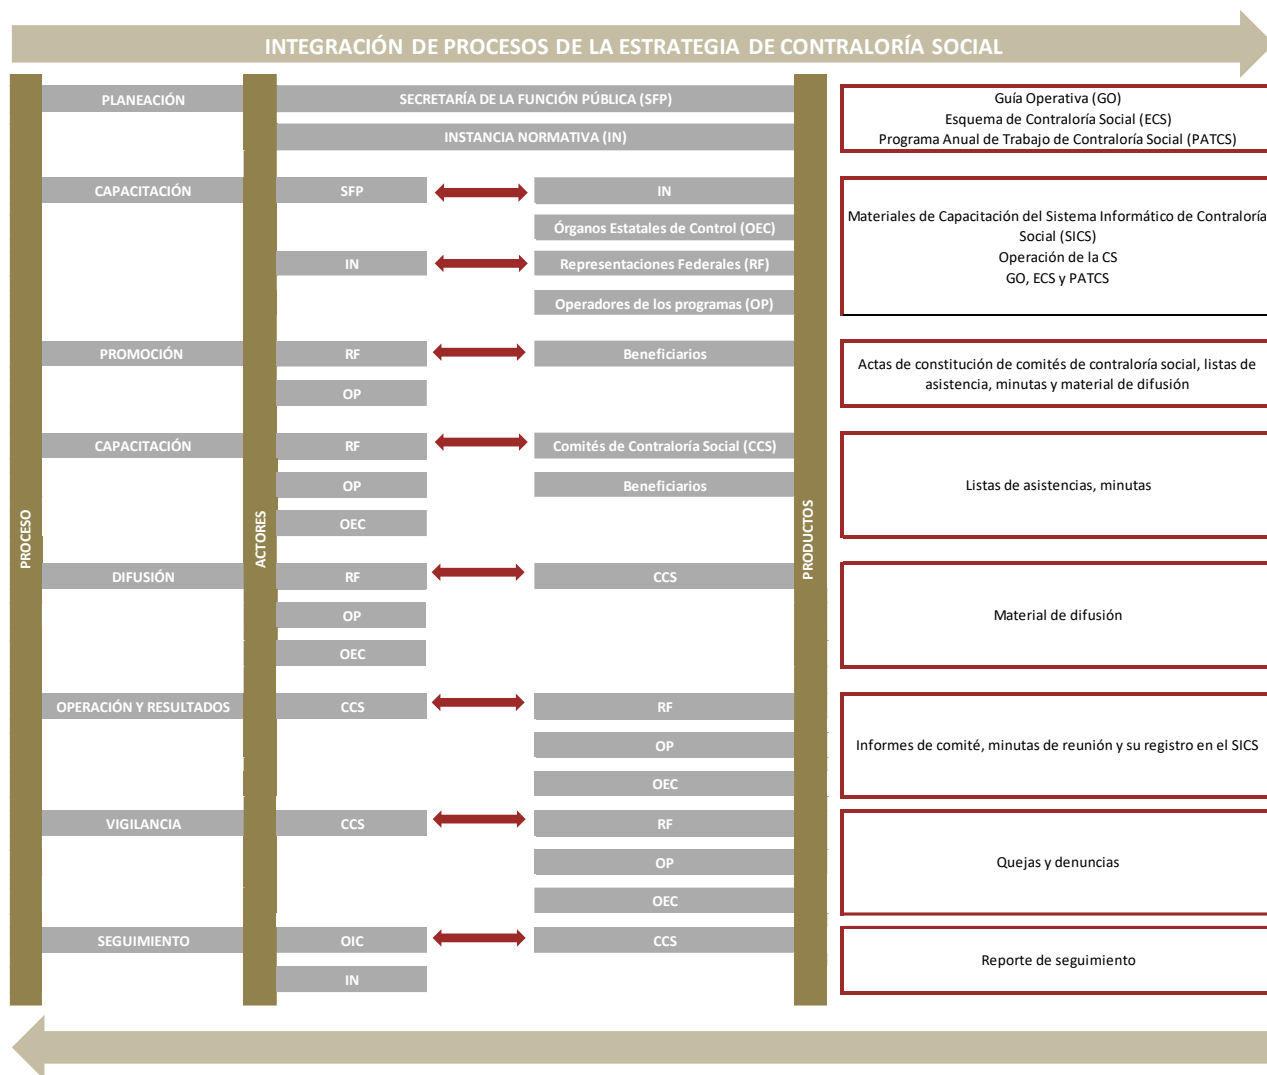 INTEGRACIÓN DE PROCESOS DE LA ESTRATEGIA DE CONTRALORÍA SOCIAL
PROCESO
ACTORES
PRODUCTOS
PLANEACIÓN
SECRETARÍA DE LA FUNCIÓN PÚBLICA (SFP)
INSTANCIA NORMATIVA (IN)
Guía Operativa (GO)
Esquema de Contraloría Social (ECS)
Programa Anual de Trabajo de Contraloría Social (PATCS)
CAPACITACIÓN
SFP
IN
Órganos Estatales de Control (OEC)
IN
Representaciones Federales (RF)
Operadores de los programas (OP)
Materiales de Capacitación del Sistema Informático de Contraloría
Social (SICS)
Operación de la CS
GO, ECS y PATCS
PROMOCIÓN
RF
Beneficiarios
OP
Actas de constitución de comités de contraloría social, listas de
asistencia, minutas y material de difusión
CAPACITACIÓN
RF
Comités de Contraloría Social (CCS)
OP
Beneficiarios
OEC
Listas de asistencias, minutas
DIFUSIÓN
RF
CCS
OP
OEC
Material de difusión
OPERACIÓN Y RESULTADOS
CCS
RF
OP
OEC
Informes de comité, minutas de reunión y su registro en el SICS
VIGILANCIA
CCS
RF
OP
OEC
Quejas y denuncias
SEGUIMIENTO
OIC
CCS
IN
Reporte de seguimiento